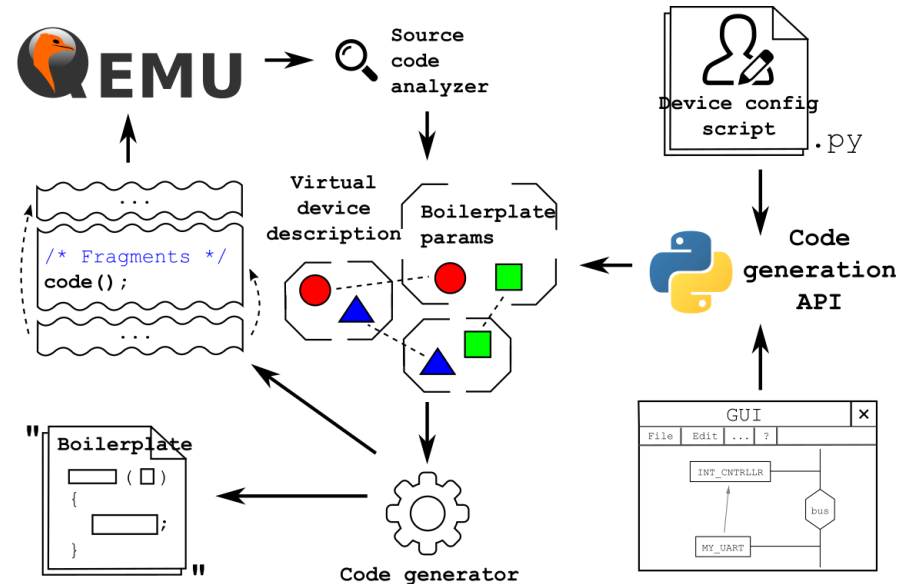 QEMU
Source
code
analyzer
Device config
script
.py
Virtual
device
description
Boilerplate
params
...
/* Fragments */
code();
...
Code
generation
API
GUI
×
File
Edit
...
?
INT_CNTRLLR
bus
MY_UART
"
Boilerplate
( )
{
;
}
"
Code generator